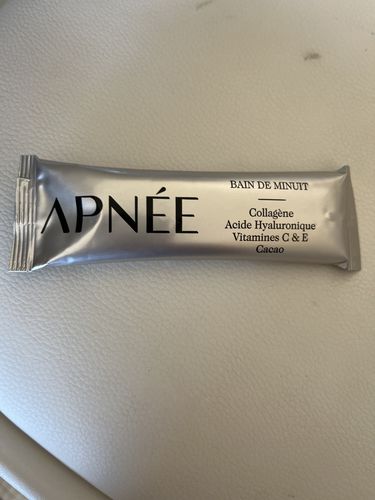 APNÉE
BAIN DE MINUIT
Collagène
Acide Hyaluronique
Vitamines C & E
Cacao